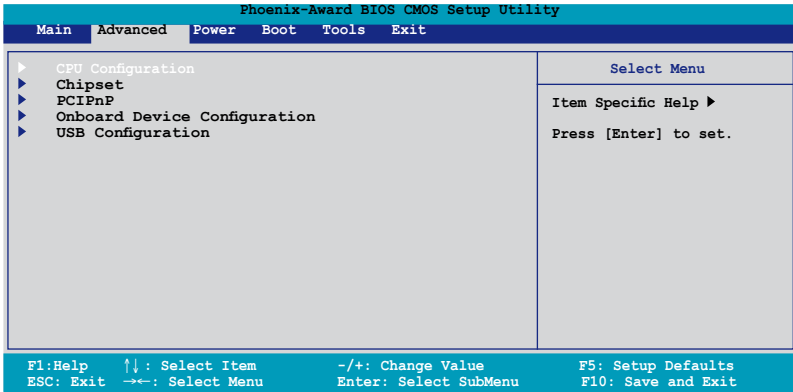 Phoenix-Award BIOS CMOS Setup Utility
Main Advanced Power Boot Tools Exit
CPU Configuration
Chipset
PCIPnP
Onboard Device Configuration
USB Configuration
Select Menu
Item Specific Help ▶
Press [Enter] to set.
F1:Help ↑↓: Select Item -/+: Change Value F5: Setup Defaults
ESC: Exit →←: Select Menu Enter: Select SubMenu F10: Save and Exit